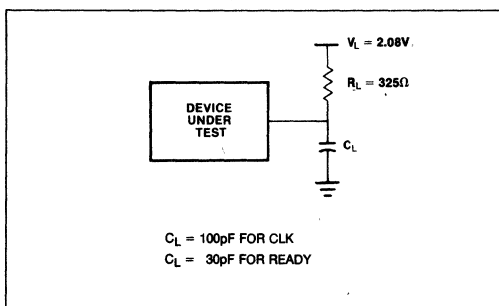 V_L = 2.08V
R_L = 325Ω
DEVICE
UNDER
TEST
C_L
C_L = 100pF FOR CLK
C_L = 30pF FOR READY